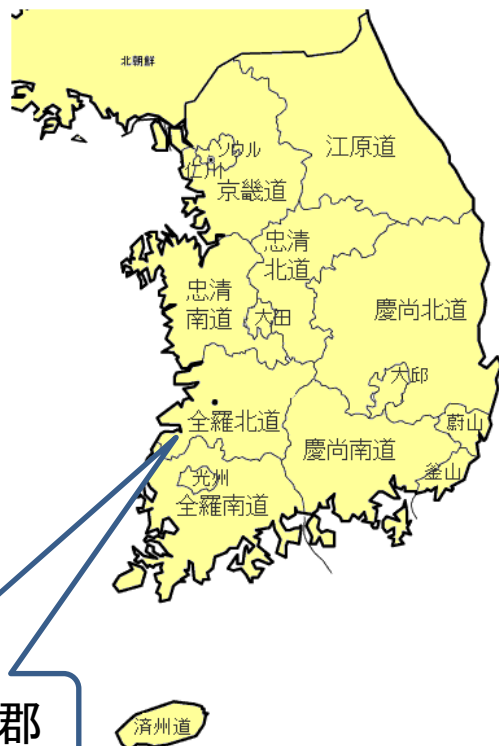 北朝鮮
ソウル
仁川
江原道
京畿道
忠清
北道
忠清
南道
大田
慶尚北道
大邱
全羅北道
蔚山
慶尚南道
釜山
光州
全羅南道
郡
済州道